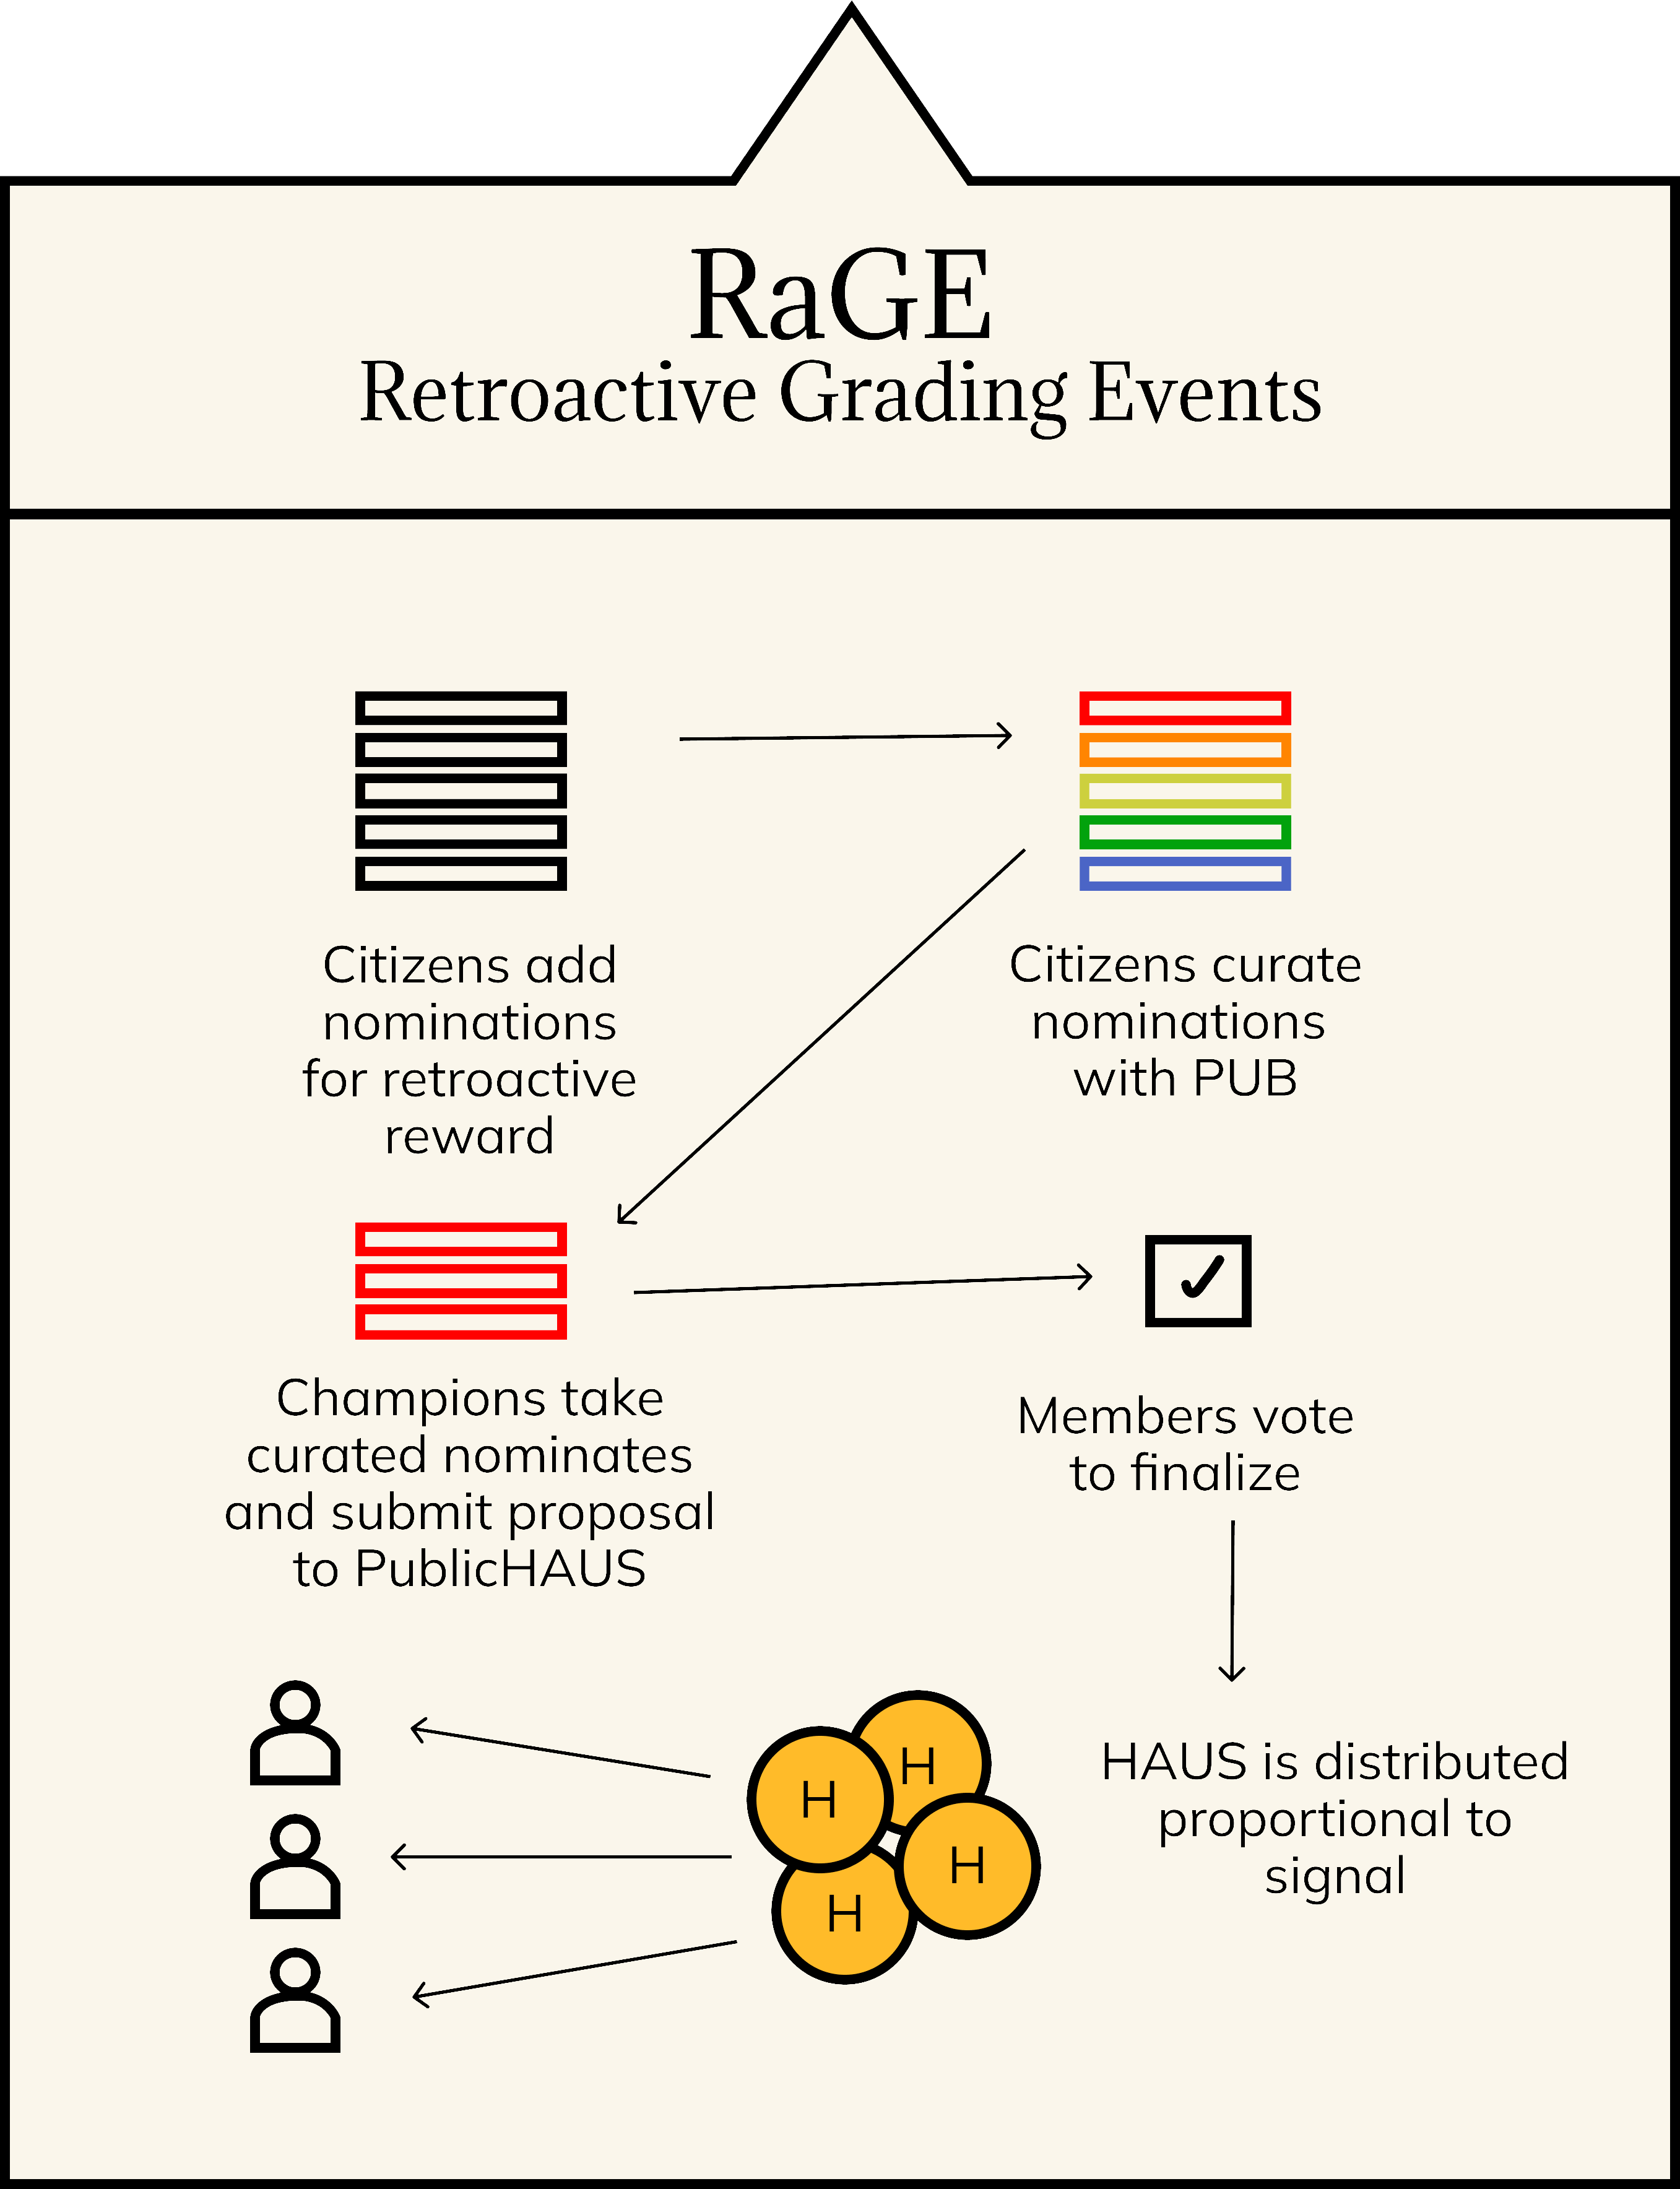 RaGE
Retroactive Grading Events
Citizens add
nominations
for retroactive
reward
Citizens curate
nominations
with PUB
Champions take
curated nominates
and submit proposal
to PublicHAUS
Members vote
to finalize
H
H
H
H
HAUS is distributed
proportional to
signal